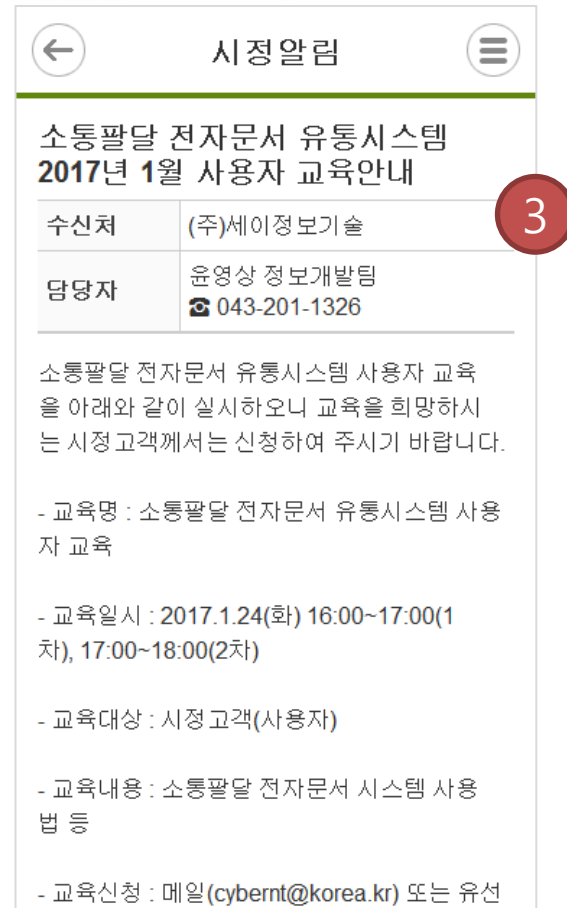 시정알림
소통팔달 전자문서 유통시스템
2017년 1월 사용자 교육안내
수신처 (주)세이정보기술
3
담당자 윤영상 정보개발팀
☎ 043-201-1326
소통팔달 전자문서 유통시스템 사용자 교육
을 아래와 같이 실시하오니 교육을 희망하시
는 시정고객께서는 신청하여 주시기 바랍니다.
- 교육명 : 소통팔달 전자문서 유통시스템 사용
자 교육
- 교육일시 : 2017.1.24(화) 16:00~17:00(1
차), 17:00~18:00(2차)
- 교육대상 : 시정고객(사용자)
- 교육내용 : 소통팔달 전자문서 시스템 사용
법 등
- 교육신청 : 메일(cybernt@korea.kr) 또는 유선